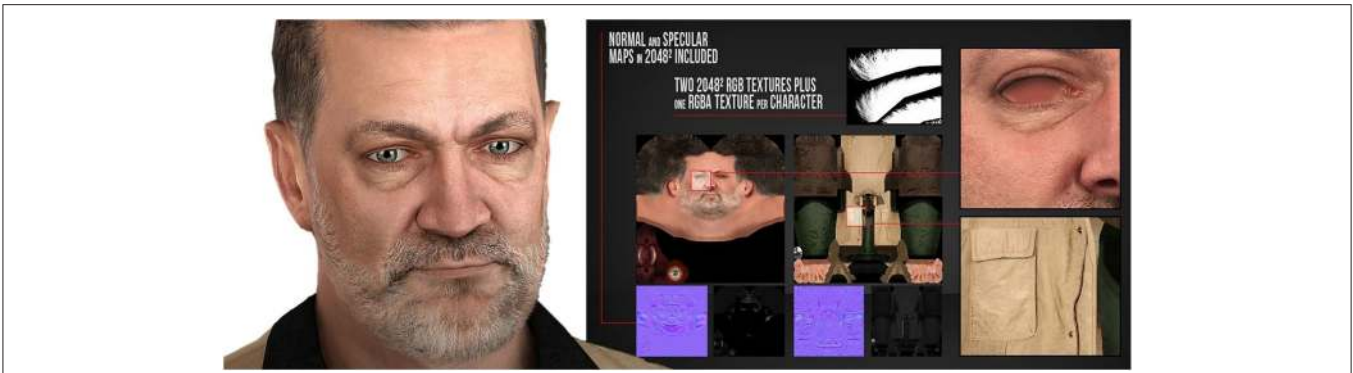 NORMAL AND SPECULAR
MAPS IN 2048² INCLUDED
TWO 2048² RGB TEXTURES PLUS
ONE RGBA TEXTURE PER CHARACTER